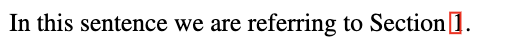 In this sentence we are referring to Section 1.